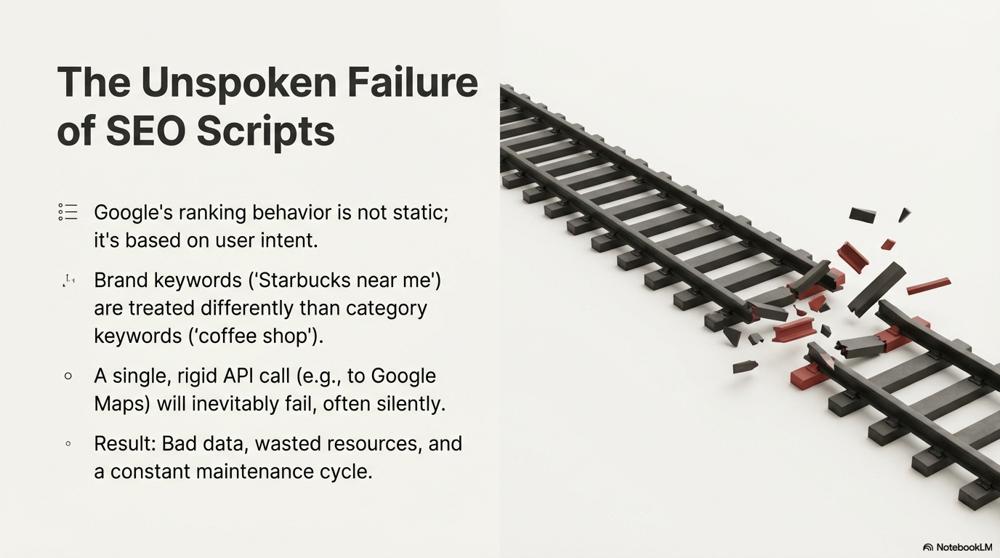 The Unspoken Failure
of SEO Scripts
Google's ranking behavior is not static;
it's based on user intent.
Brand keywords (‘Starbucks near me’)
are treated differently than category
keywords (‘coffee shop’).
A single, rigid API call (e.g., to Google
Maps) will inevitably fail, often silently.
Result: Bad data, wasted resources, and
a constant maintenance cycle.
NotebookLM